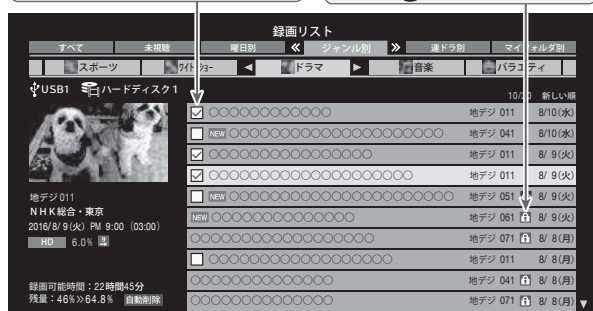 録画リスト
すべて 未視聴 曜日別 ≪ ジャンル別 ≫ 連ドラ別 マイフォルダ別
スポーツ ワイドショー ◀ ドラマ ▶ 音楽 バラエティ
USB1 ハードディスク1
10/30 新しい順
○○○○○○○○○○○○ 地デジ 011 8/10(水)
NEW ○○○○○○○○○○○○○○○○○○○○○○○ 地デジ 041 8/10(水)
○○○○○○○○○○○○○○○○ 地デジ 011 8/ 9(火)
○○○○○○○○○○○○○○○○○○○○ 地デジ 011 8/ 9(火)
NEW ○○○○○○○○○○○○○○○○○○○○○○○○ 地デジ 051 8/ 9(火)
NEW ○○○○○○○○○○○○○○ 地デジ 061 8/ 9(火)
○○○○○○○○○○○○○○○○○○ 地デジ 071 8/ 8(月)
○○○○○○○○○○○○○○ 地デジ 011 8/ 8(月)
○○○○○○○○○○○○○○ 地デジ 041 8/ 8(月)
○○○○○○○○○○○○○○ 地デジ 071 8/ 8(月)
地デジ 011
NHK総合・東京
2016/8/ 9(火) PM 9:00 (03:00)
HD 6.0%
録画可能時間：22時間45分
残量：46%≫64.8% 自動削除